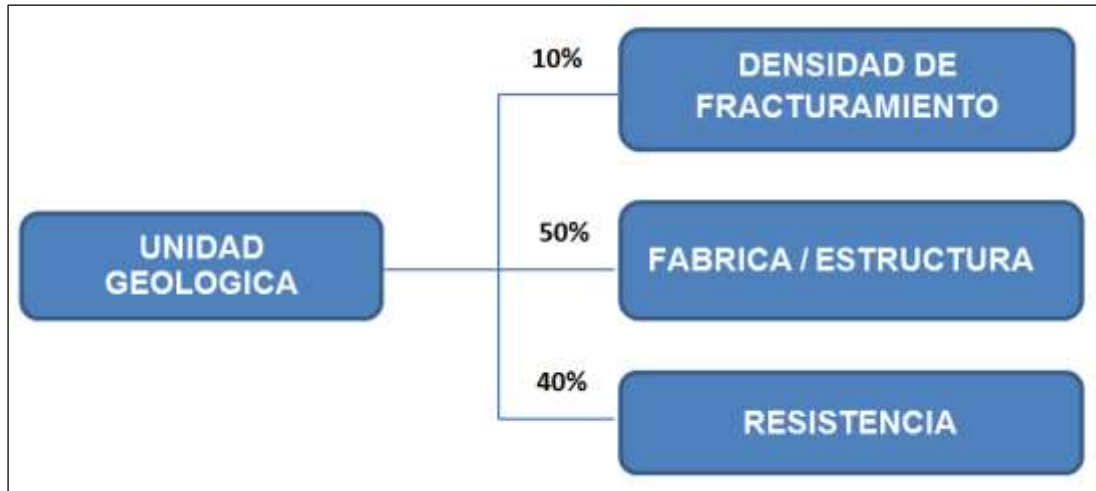 10%
DENSIDAD DE
FRACTURAMIENTO
UNIDAD
GEOLOGICA
50%
FABRICA / ESTRUCTURA
40%
RESISTENCIA